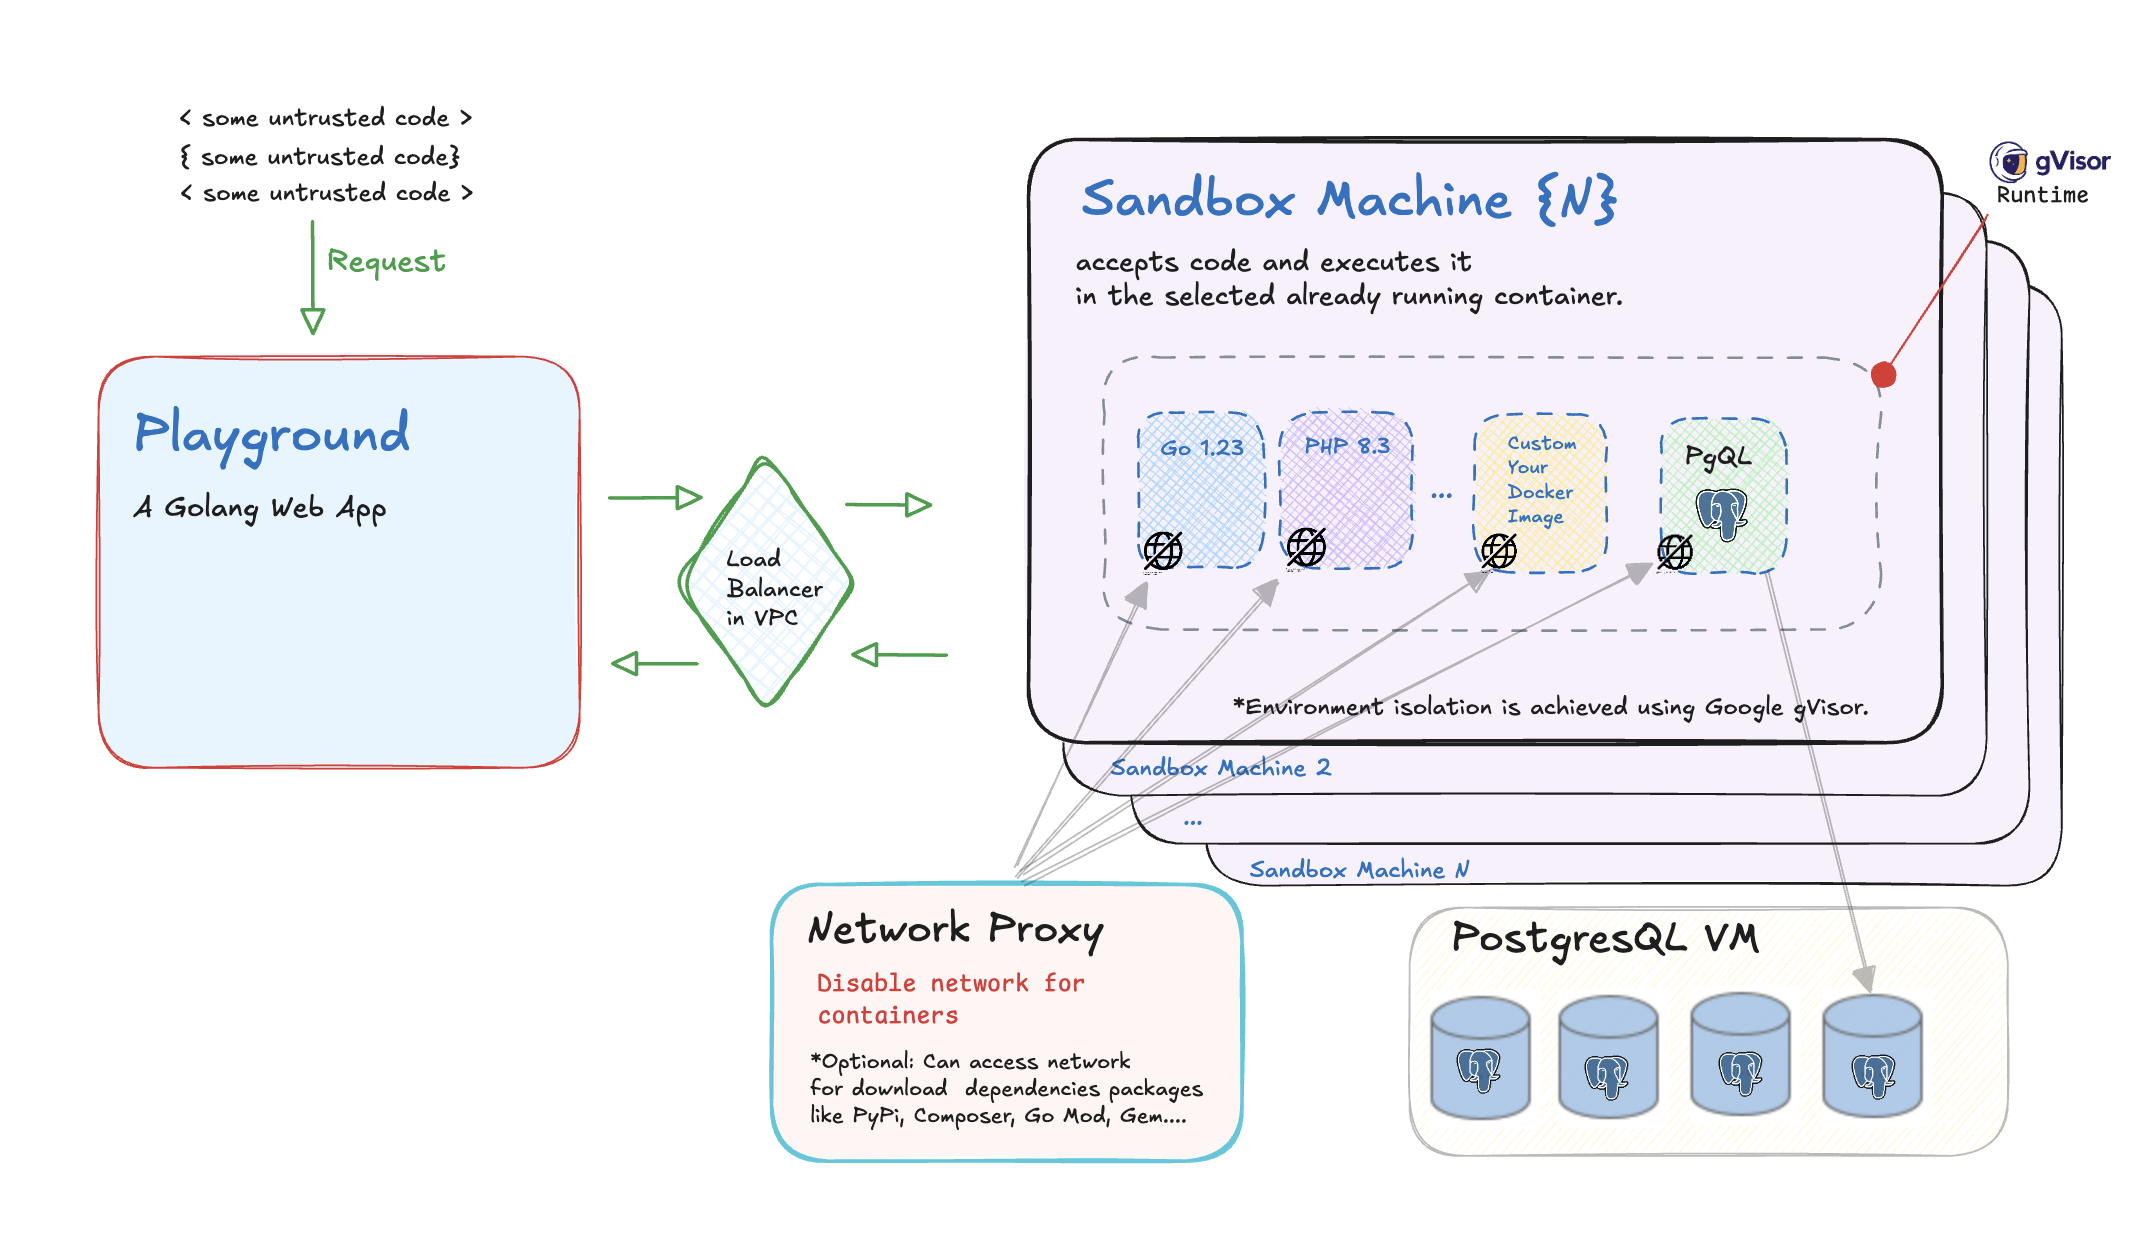 < some untrusted code >
{ some untrusted code}
< some untrusted code >
Request
Playground
A Golang Web App
Load
Balancer
in VPC
Sandbox Machine {N}
accepts code and executes it
in the selected already running container.
gVisor
Runtime
Go 1.23
PHP 8.3
...
Custom
Your
Docker
Image
PgQL
*Environment isolation is achieved using Google gVisor.
Sandbox Machine 2
...
Sandbox Machine N
Network Proxy
Disable network for
containers
*Optional: Can access network
for download dependencies packages
like PyPi, Composer, Go Mod, Gem....
PostgresQL VM